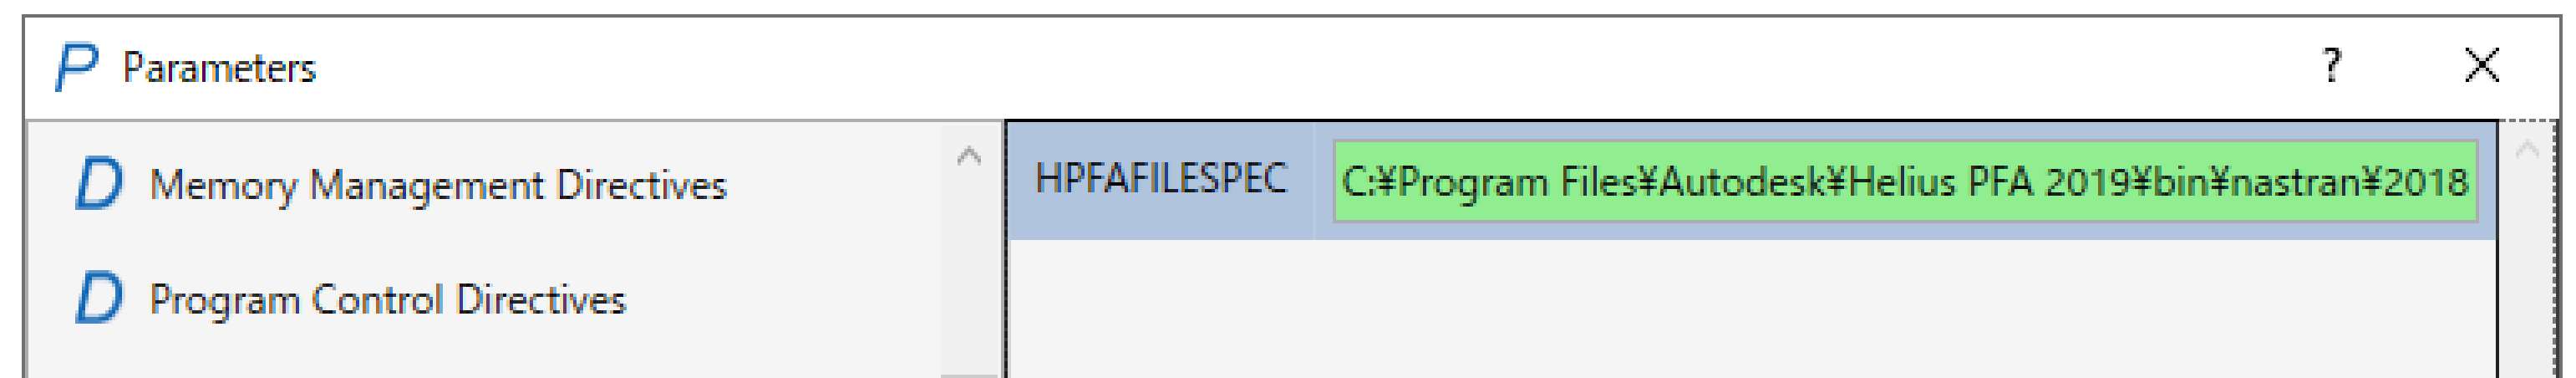 P Parameters ?
D Memory Management Directives
HPFAFILESPEC C:¥Program Files¥Autodesk¥Helius PFA 2019¥bin¥nastran¥2018
D Program Control Directives